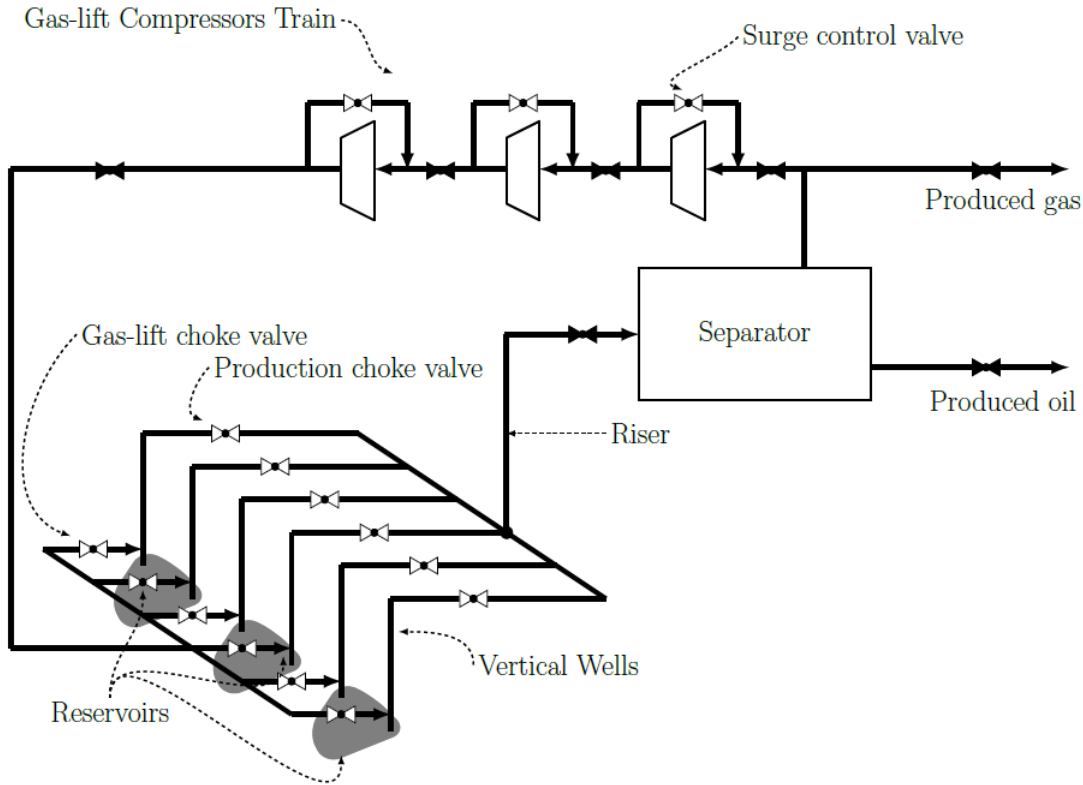 Gas-lift Compressors Train
Surge control valve
Produced gas
Separator
Gas-lift choke valve
Production choke valve
Produced oil
Riser
Vertical Wells
Reservoirs